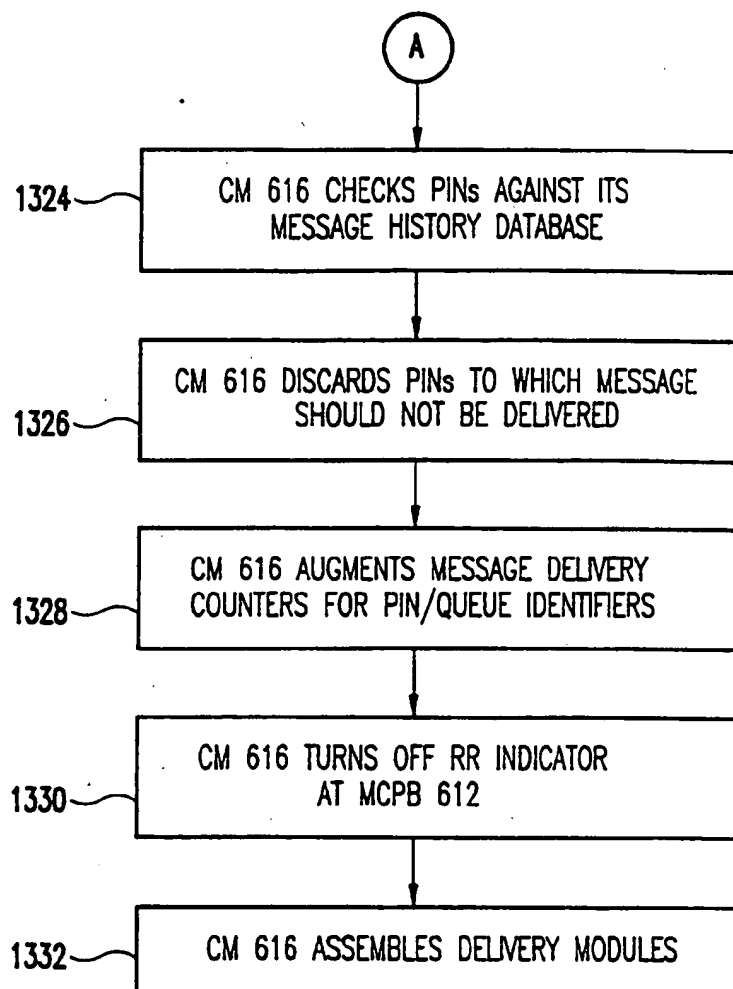 A
1324
CM 616 CHECKS PINs AGAINST ITS
MESSAGE HISTORY DATABASE
1326
CM 616 DISCARDS PINs TO WHICH MESSAGE
SHOULD NOT BE DELIVERED
1328
CM 616 AUGMENTS MESSAGE DELIVERY
COUNTERS FOR PIN/QUEUE IDENTIFIERS
1330
CM 616 TURNS OFF RR INDICATOR
AT MCPB 612
1332
CM 616 ASSEMBLES DELIVERY MODULES